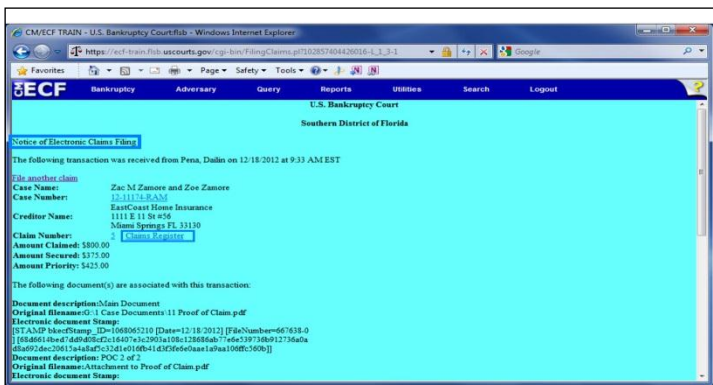 CM/ECF TRAIN - U.S. Bankruptcy Court:flsb - Windows Internet Explorer
https://ecf-train.flsb.uscourts.gov/cgi-bin/FilingClaims.pl?102857404426016-L_1_3-1
Google
Favorites Page Safety Tools
ECF Bankruptcy Adversary Query Reports Utilities Search Logout
U.S. Bankruptcy Court
Southern District of Florida
Notice of Electronic Claims Filing
The following transaction was received from Pena, Dailin on 12/18/2012 at 9:33 AM EST
File another claim
Case Name: Zac M Zamore and Zoe Zamore
Case Number: 12-11174-RAM
EastCoast Home Insurance
Creditor Name: 1111 E 11 St #56
Miami Springs FL 33130
Claim Number: 5 Claims Register
Amount Claimed: $800.00
Amount Secured: $375.00
Amount Priority: $425.00
The following document(s) are associated with this transaction:
Document description:Main Document
Original filename:G:\1 Case Documents\11 Proof of Claim.pdf
Electronic document Stamp:
[STAMP bkecfStamp_ID=1068065210 [Date=12/18/2012] [FileNumber=667638-0
Document description: POC 2 of 2
Original filename:Attachment to Proof of Claim.pdf
Electronic document Stamp: